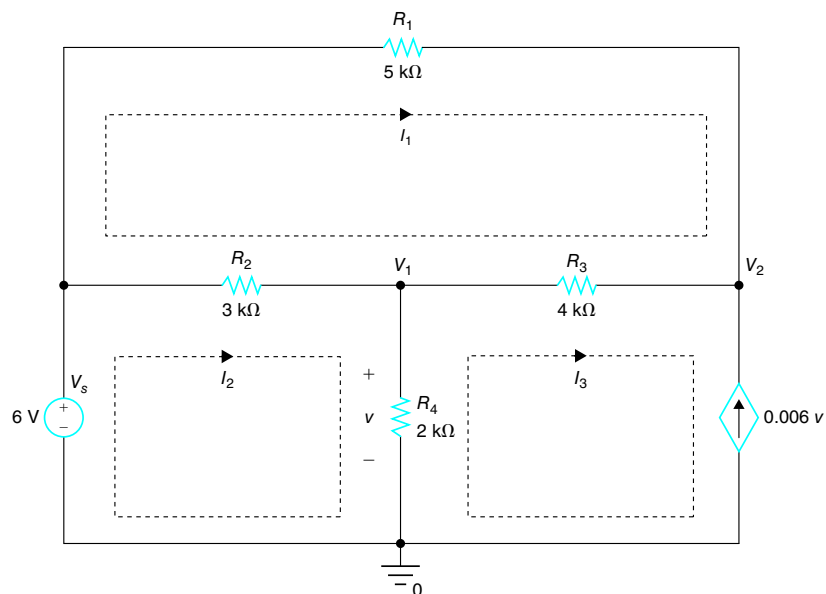 R1
5 kΩ
I1
R2
3 kΩ
V1
R3
4 kΩ
V2
I2
I3
Vs
6 V
+
−
+
v
−
R4
2 kΩ
0.006 v
0